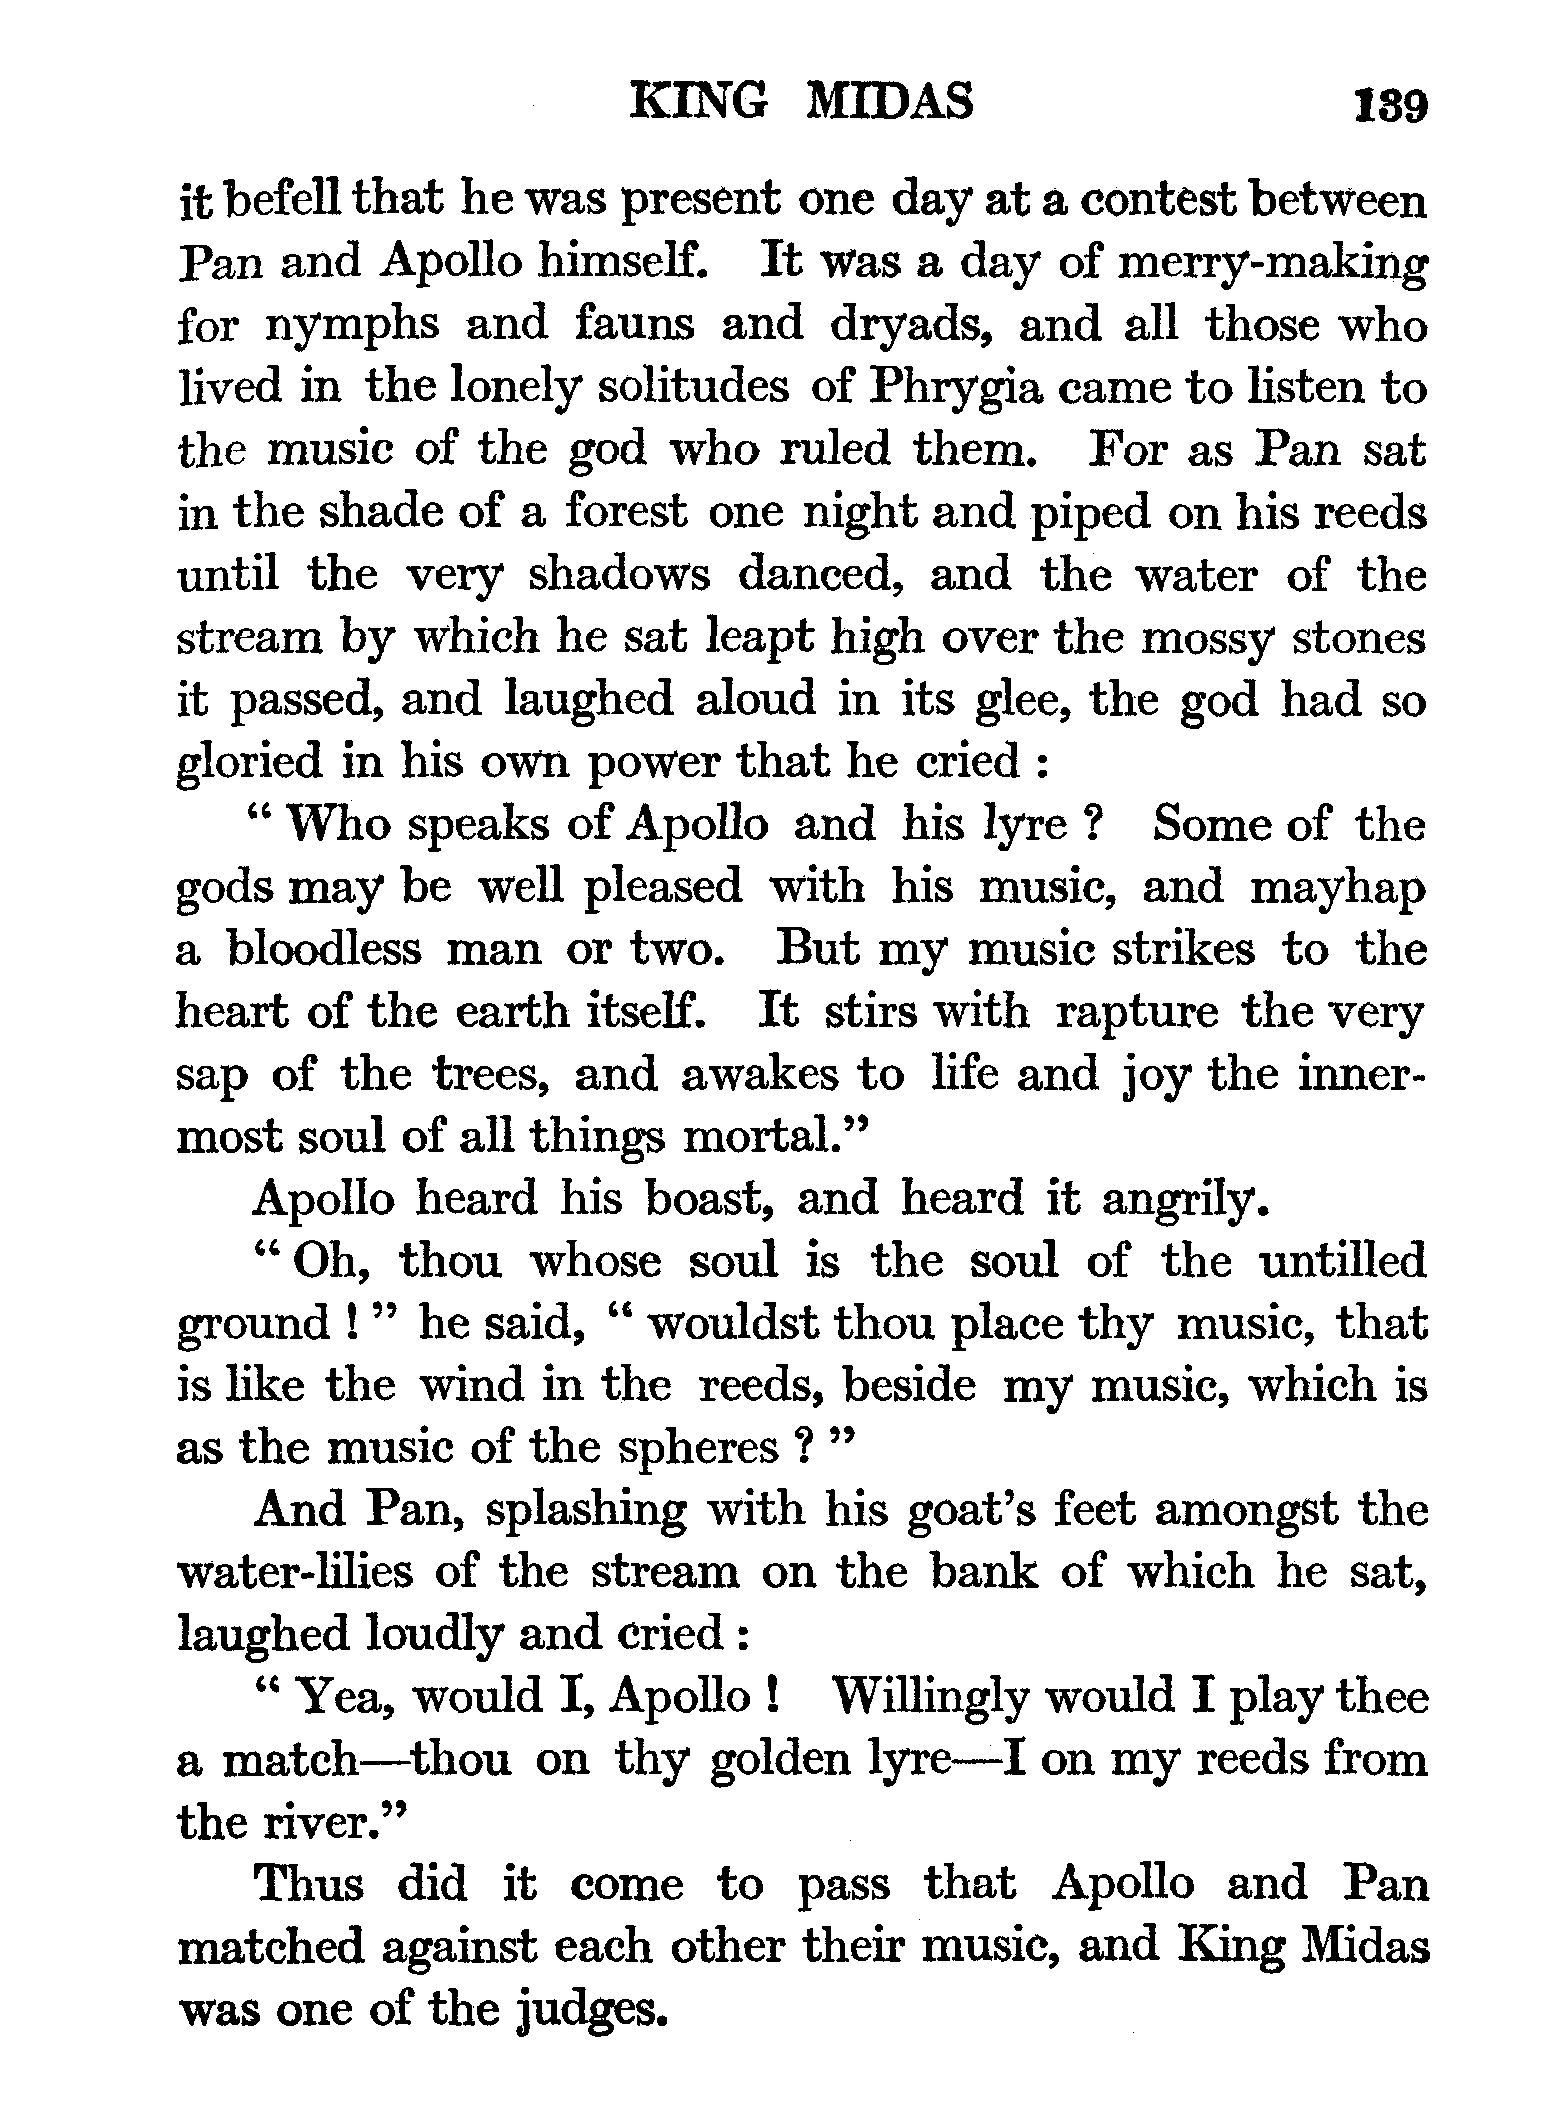 KING MIDAS 139
it befell that he was present one day at a contest between
Pan and Apollo himself. It was a day of merry-making
for nymphs and fauns and dryads, and all those who
lived in the lonely solitudes of Phrygia came to listen to
the music of the god who ruled them. For as Pan sat
in the shade of a forest one night and piped on his reeds
until the very shadows danced, and the water of the
stream by which he sat leapt high over the mossy stones
it passed, and laughed aloud in its glee, the god had so
gloried in his own power that he cried :
“ Who speaks of Apollo and his lyre ? Some of the
gods may be well pleased with his music, and mayhap
a bloodless man or two. But my music strikes to the
heart of the earth itself. It stirs with rapture the very
sap of the trees, and awakes to life and joy the inner-
most soul of all things mortal.”
Apollo heard his boast, and heard it angrily.
“ Oh, thou whose soul is the soul of the untilled
ground ! ” he said, “ wouldst thou place thy music, that
is like the wind in the reeds, beside my music, which is
as the music of the spheres ? ”
And Pan, splashing with his goat’s feet amongst the
water-lilies of the stream on the bank of which he sat,
laughed loudly and cried :
“ Yea, would I, Apollo ! Willingly would I play thee
a match—thou on thy golden lyre—I on my reeds from
the river.”
Thus did it come to pass that Apollo and Pan
matched against each other their music, and King Midas
was one of the judges.